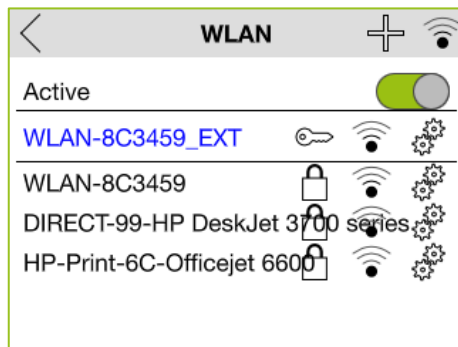 WLAN
Active
WLAN-8C3459_EXT
WLAN-8C3459
DIRECT-99-HP DeskJet 3700 series
HP-Print-6C-Officejet 6600